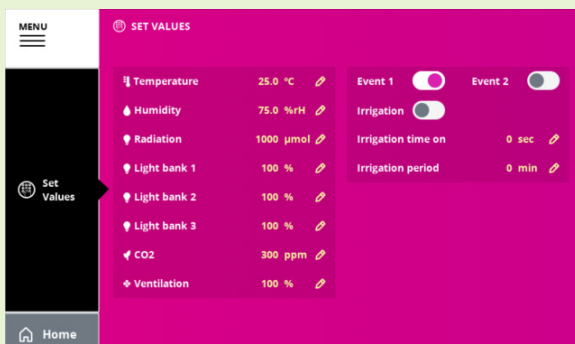 MENU
SET VALUES
Temperature 25.0 °C
Humidity 75.0 %rH
Radiation 1000 µmol
Light bank 1 100 %
Light bank 2 100 %
Light bank 3 100 %
CO2 300 ppm
Ventilation 100 %
Event 1 Event 2
Irrigation
Irrigation time on 0 sec
Irrigation period 0 min
Set
Values
Home